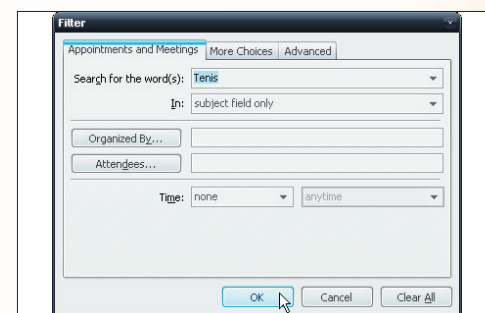 Filter
Appointments and Meetings More Choices Advanced
Search for the word(s): Tenis
In: subject field only
Organized By...
Attendees...
Time: none anytime
OK Cancel Clear All